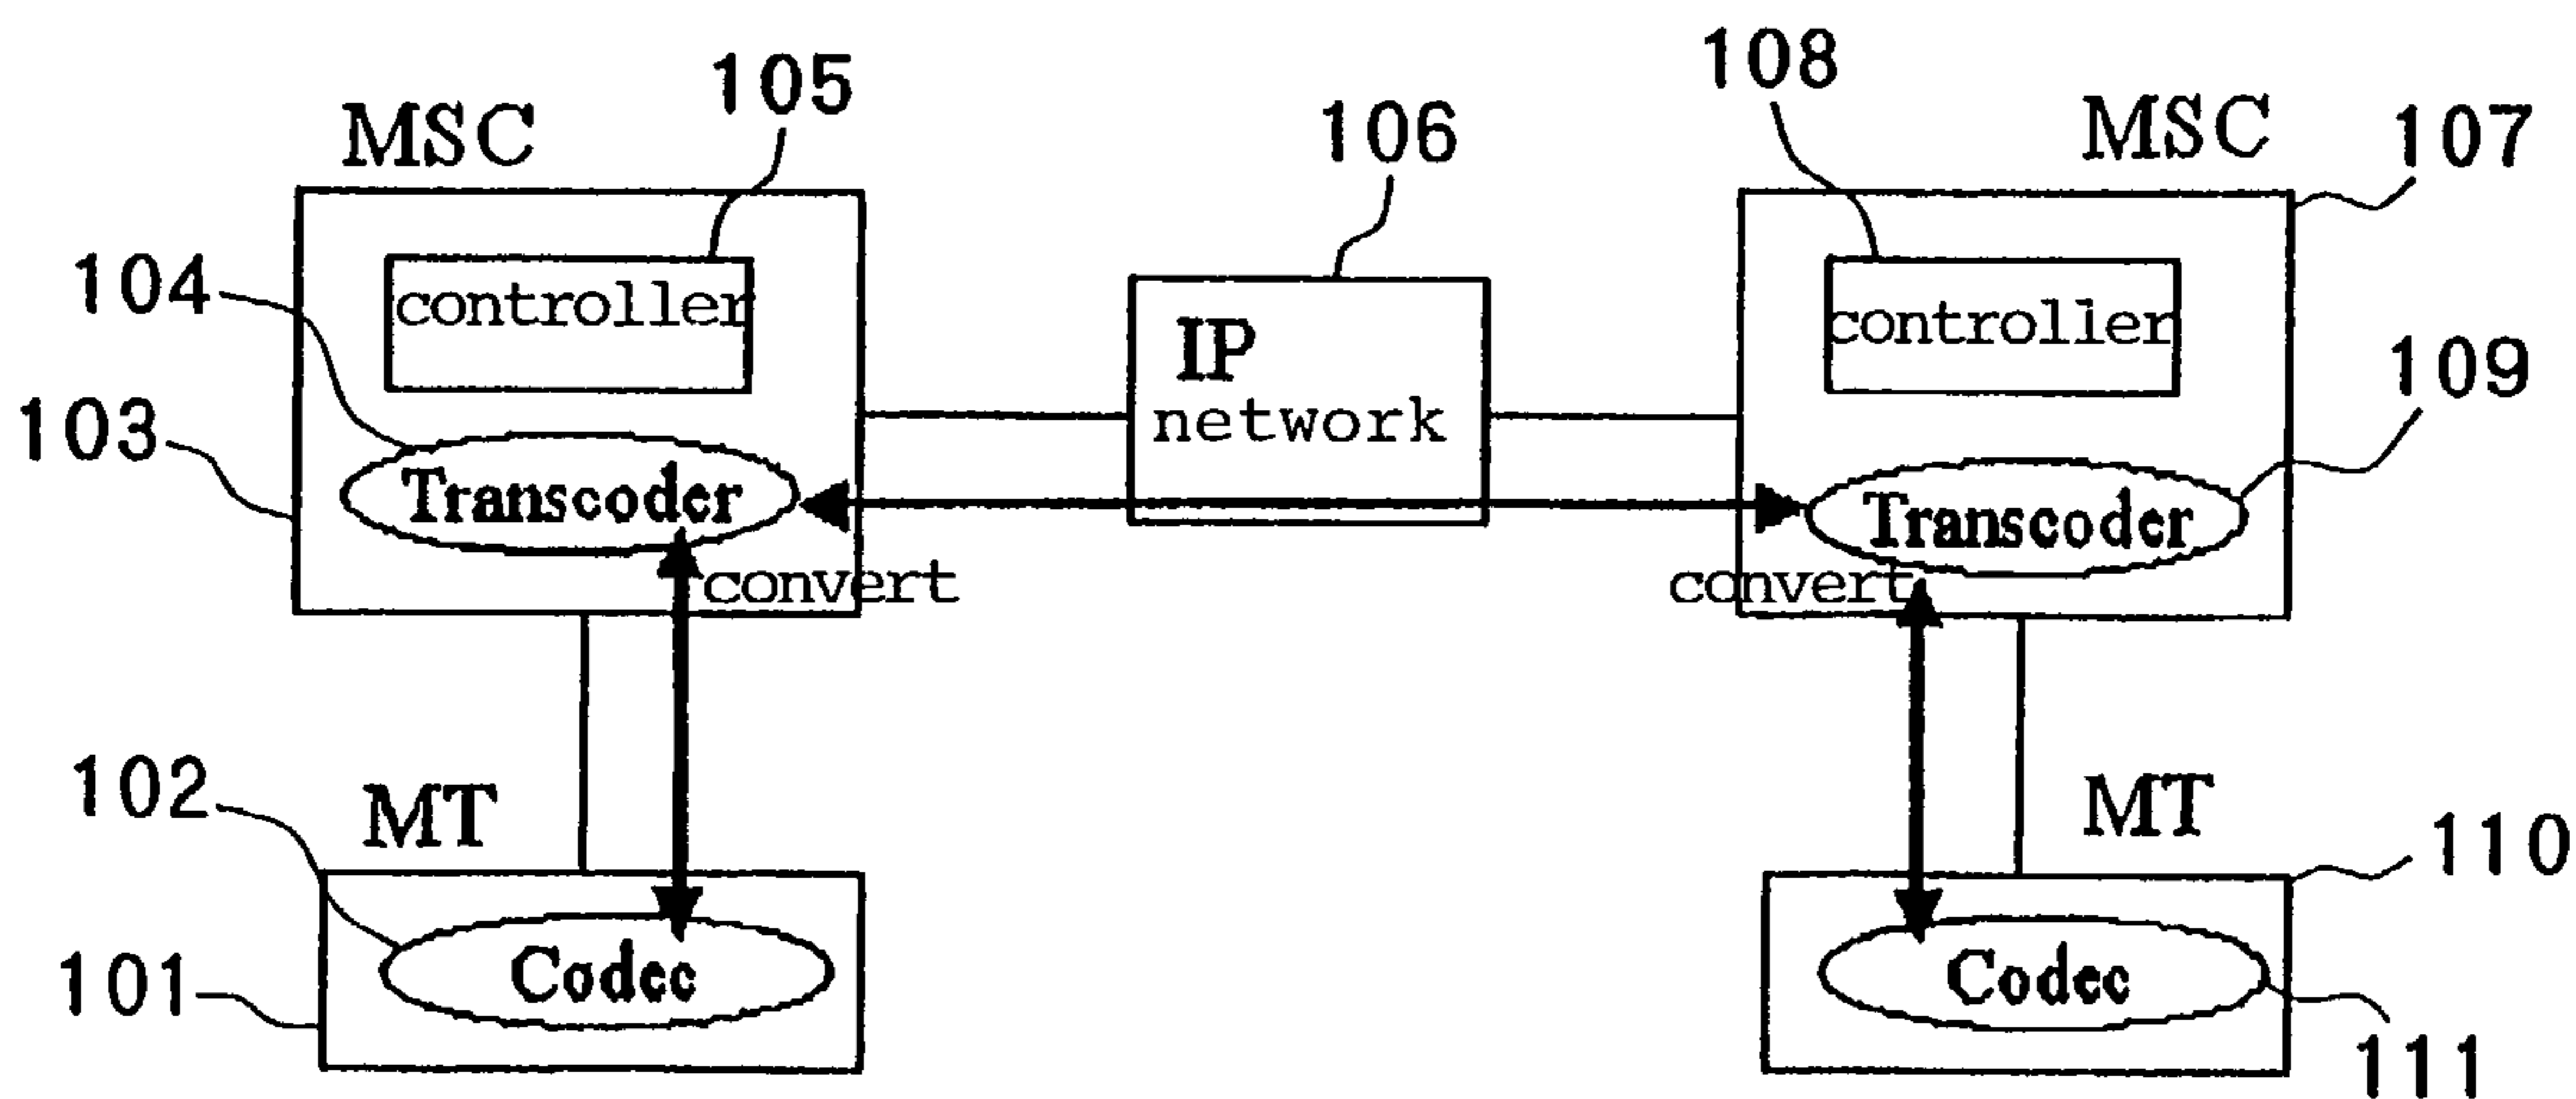 105
108
MSC
106
MSC
107
104
controller
controller
IP
network
109
103
Transcoder
Transcoder
convert
convert
102
MT
MT
110
101
Codec
Codec
111